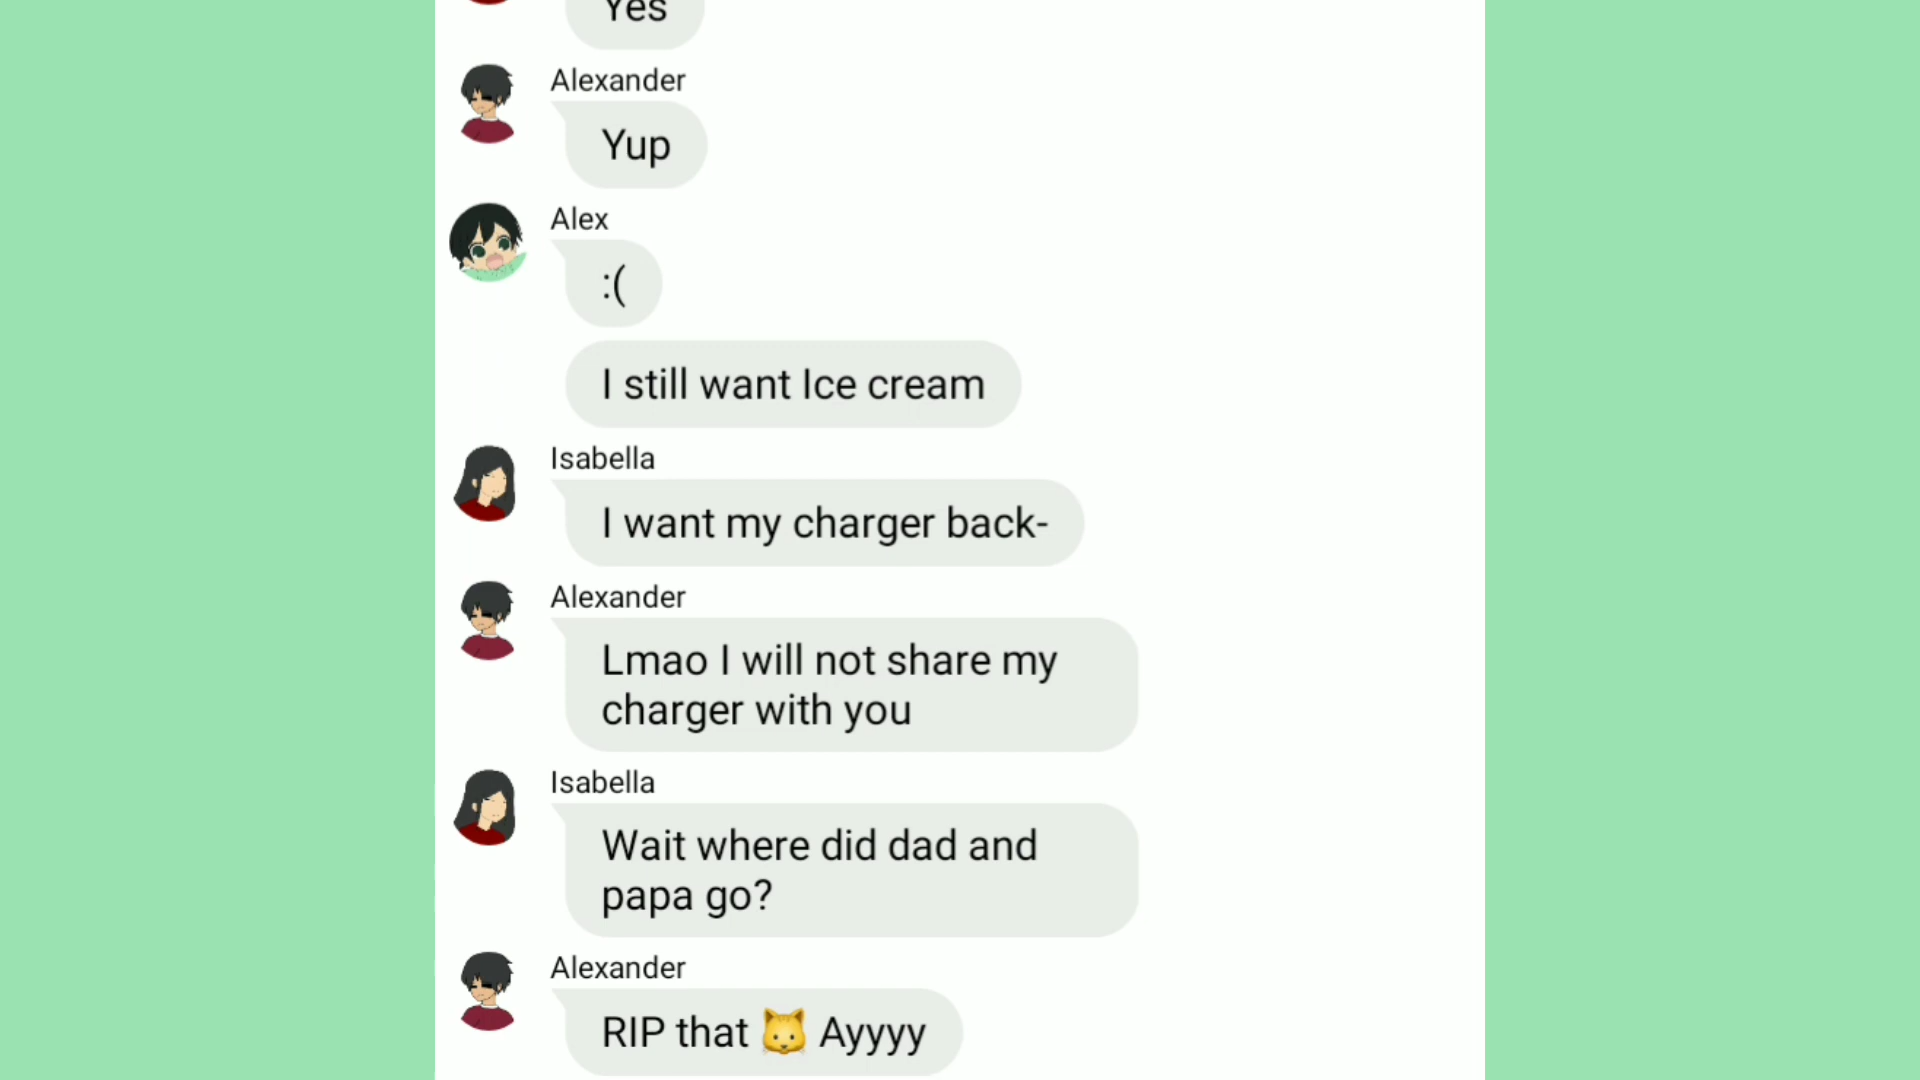 Yes
Alexander
Yup
Alex
:(
I still want Ice cream
Isabella
I want my charger back-
Alexander
Lmao I will not share my
charger with you
Isabella
Wait where did dad and
papa go?
Alexander
RIP that 🐱 Ayyyy